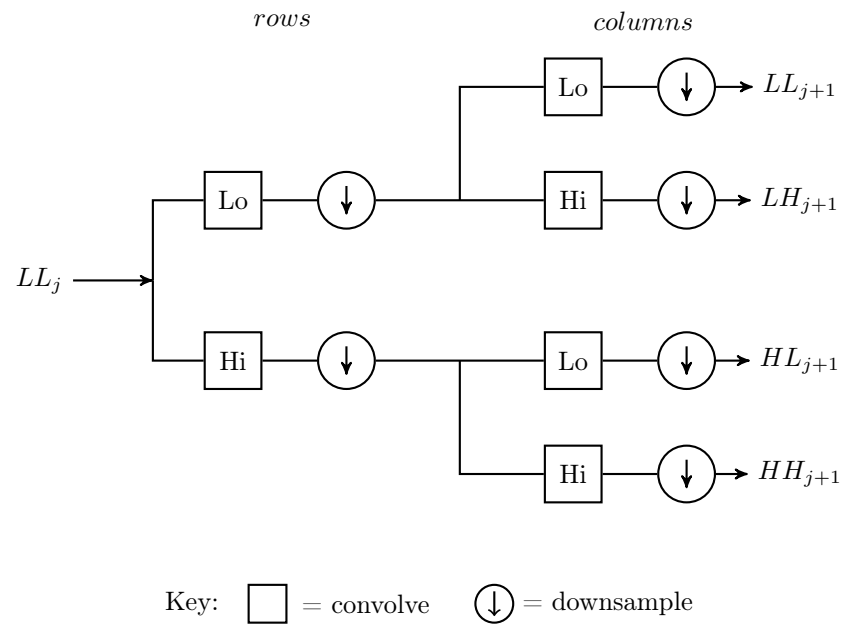 rows columns
Lo LL_{j+1}
Lo Hi LH_{j+1}
LL_j
Hi Lo HL_{j+1}
Hi HH_{j+1}
Key: = convolve = downsample